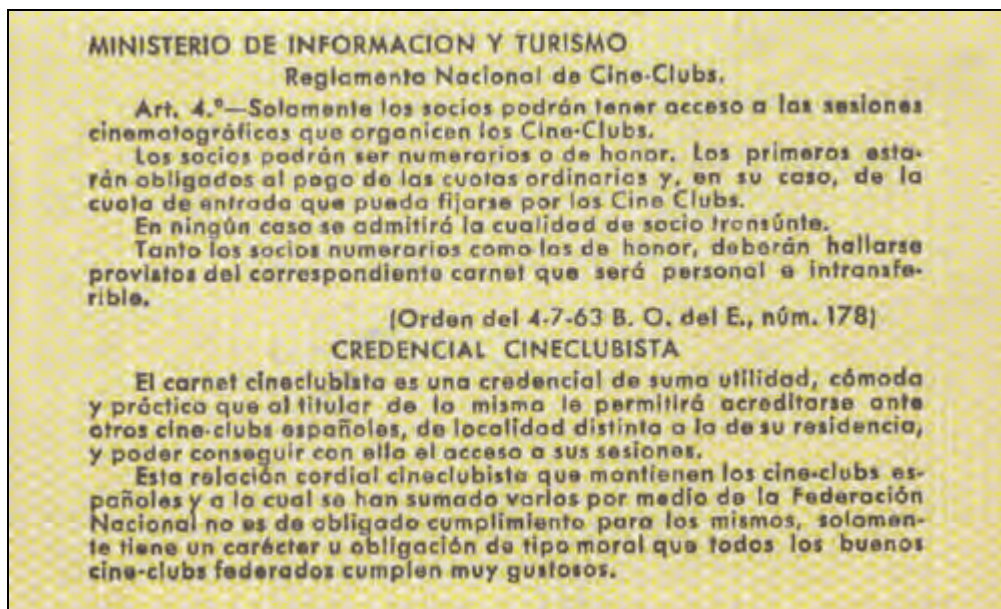 MINISTERIO DE INFORMACION Y TURISMO
Reglamento Nacional de Cine-Clubs.
Art. 4.º—Solamente los socios podrán tener acceso a las sesiones
cinematográficas que organicen los Cine-Clubs.
Los socios podrán ser numerarios o de honor. Los primeros esta-
rán obligados al pago de las cuotas ordinarias y, en su caso, de la
cuota de entrada que pueda fijarse por los Cine Clubs.
En ningún caso se admitirá la cualidad de socio transúnte.
Tanto los socios numerarios como los de honor, deberán hallarse
provistos del correspondiente carnet que será personal e intransfe-
rible.
(Orden del 4-7-63 B. O. del E., núm. 178)
CREDENCIAL CINECLUBISTA
El carnet cineclubista es una credencial de suma utilidad, cómoda
y práctica que al titular de la misma le permitirá acreditarse ante
otros cine-clubs españoles, de localidad distinta a la de su residencia,
y poder conseguir con ella el acceso a sus sesiones.
Esta relación cordial cineclubista que mantienen los cine-clubs es-
pañoles y a la cual se han sumado varios por medio de la Federación
Nacional no es de obligado cumplimiento para los mismos, solamen-
te tiene un carácter u obligación de tipo moral que todos los buenos
cine-clubs federados cumplen muy gustosos.